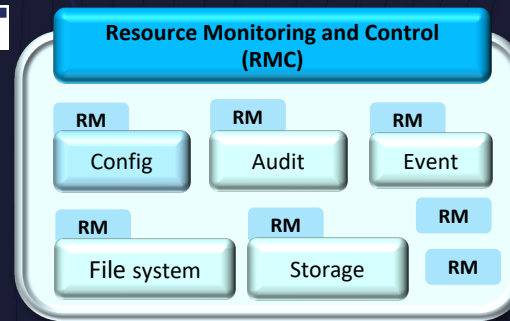 Resource Monitoring and Control
(RMC)
RM
RM
RM
Config
Audit
Event
RM
RM
RM
File system
Storage
RM